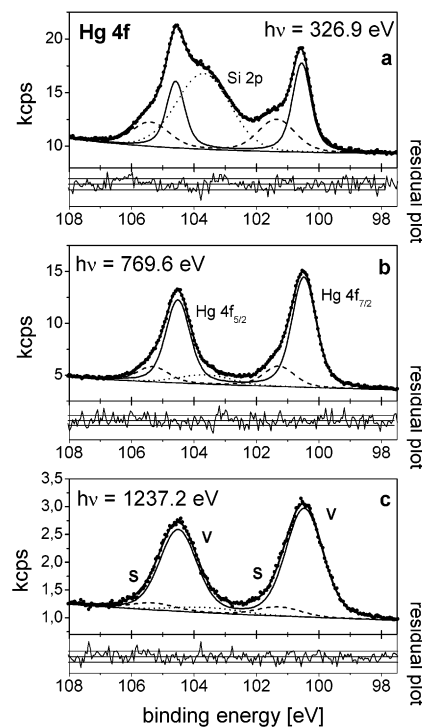 Hg 4f
hν = 326.9 eV
a
Si 2p
20
15
10
kcps
residual plot
108 106 104 102 100 98
hν = 769.6 eV
b
Hg 4f5/2
Hg 4f7/2
15
10
5
kcps
residual plot
108 106 104 102 100 98
hν = 1237.2 eV
c
S
V
S
V
3,5
3,0
2,5
2,0
1,5
1,0
kcps
residual plot
108 106 104 102 100 98
binding energy [eV]